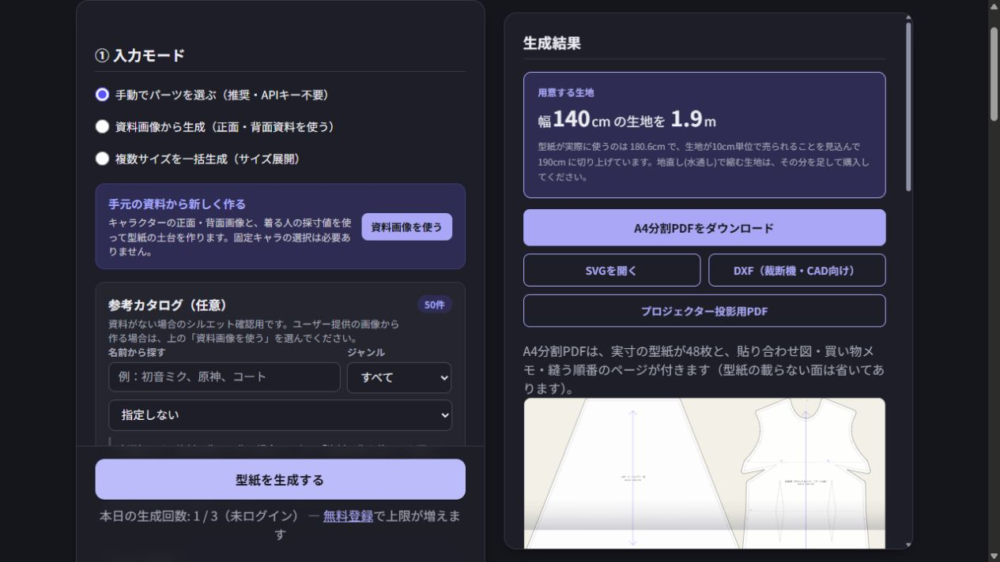 ① 入力モード
手動でパーツを選ぶ（推奨・APIキー不要）
資料画像から生成（正面・背面資料を使う）
複数サイズを一括生成（サイズ展開）
手元の資料から新しく作る
キャラクターの正面・背面画像と、着る人の採寸値を使
って型紙の土台を作ります。固定キャラの選択は必要あ
りません。
資料画像を使う
参考カタログ（任意）
50件
資料がない場合のシルエット確認用です。ユーザー提供の画像から
作る場合は、上の「資料画像を使う」を選んでください。
名前から探す
ジャンル
例：初音ミク、原神、コート
すべて
指定しない
型紙を生成する
本日の生成回数: 1 / 3（未ログイン） — 無料登録で上限が増えま
す
生成結果
用意する生地
幅140cm の生地を 1.9m
型紙が実際に使うのは 180.6cm で、生地が10cm単位で売られることを見込んで
190cm に切り上げています。地直し(水通し)で縮む生地は、その分を足して購入し
てください。
A4分割PDFをダウンロード
SVGを開く
DXF（裁断機・CAD向け）
プロジェクター投影用PDF
A4分割PDFは、実寸の型紙が48枚と、貼り合わせ図・買い物メ
モ・縫う順番のページが付きます（型紙の載らない面は省いてあ
ります）。